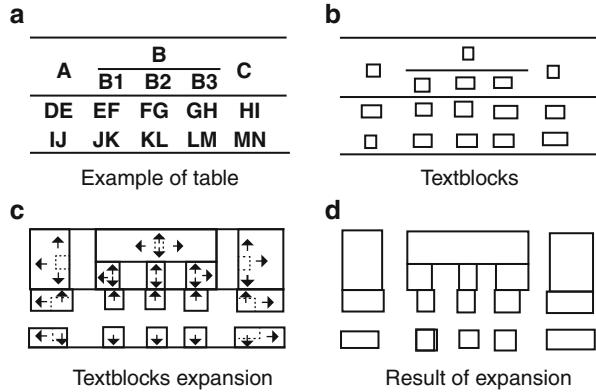 a
B
A C
B1 B2 B3
DE EF FG GH HI
IJ JK KL LM MN
Example of table
b
Textblocks
c
Textblocks expansion
d
Result of expansion